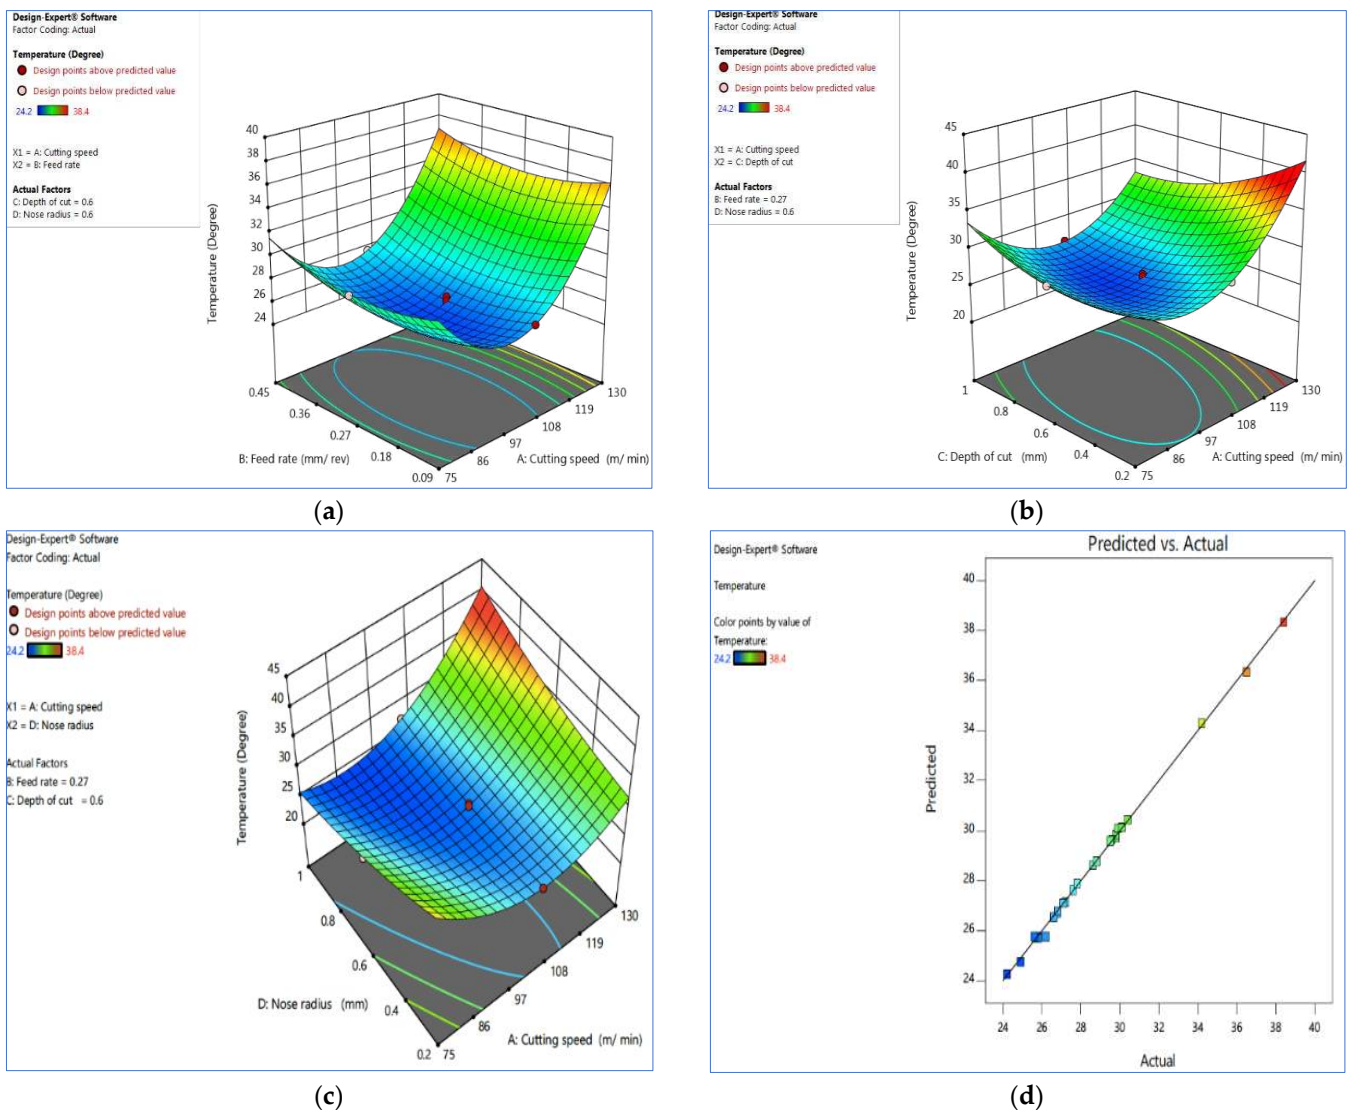 Design-Expert® Software
Factor Coding: Actual
Temperature (Degree)
Design points above predicted value
Design points below predicted value
24.2 38.4
X1 = A: Cutting speed
X2 = B: Feed rate
Actual Factors
C: Depth of cut = 0.6
D: Nose radius = 0.6
40
38
36
34
32
30
28
26
24
Temperature (Degree)
0.45
0.36
0.27
0.18
0.09
B: Feed rate (mm/ rev)
75
86
97
108
119
130
A: Cutting speed (m/ min)
(a)
Design-Expert® Software
Factor Coding: Actual
Temperature (Degree)
Design points above predicted value
Design points below predicted value
24.2 38.4
X1 = A: Cutting speed
X2 = C: Depth of cut
Actual Factors
B: Feed rate = 0.27
D: Nose radius = 0.6
45
40
35
30
25
20
Temperature (Degree)
1
0.8
0.6
0.4
0.2
C: Depth of cut (mm)
75
86
97
108
119
130
A: Cutting speed (m/ min)
(b)
Design-Expert® Software
Factor Coding: Actual
Temperature (Degree)
Design points above predicted value
Design points below predicted value
24.2 38.4
X1 = A: Cutting speed
X2 = D: Nose radius
Actual Factors
B: Feed rate = 0.27
C: Depth of cut = 0.6
45
40
35
30
25
20
Temperature (Degree)
1
0.8
0.6
0.4
0.2
D: Nose radius (mm)
75
86
97
108
119
130
A: Cutting speed (m/ min)
(c)
Design-Expert® Software
Temperature
Color points by value of
Temperature:
24.2 38.4
Predicted vs. Actual
40
38
36
34
32
30
28
26
24
Predicted
24 26 28 30 32 34 36 38 40
Actual
(d)